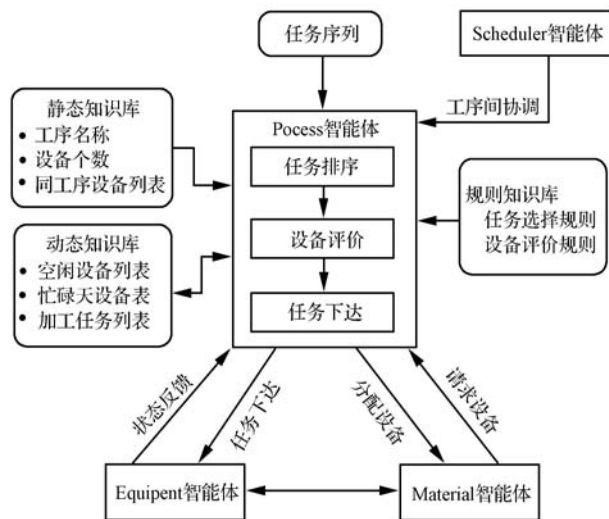 任务序列
Scheduler智能体
工序间协调
静态知识库
• 工序名称
• 设备个数
• 同工序设备列表
Pocess智能体
任务排序
设备评价
任务下达
规则知识库
任务选择规则
设备评价规则
动态知识库
• 空闲设备列表
• 忙碌天设备表
• 加工任务列表
状态反馈
任务下达
分配设备
请求设备
Equipent智能体
Material智能体